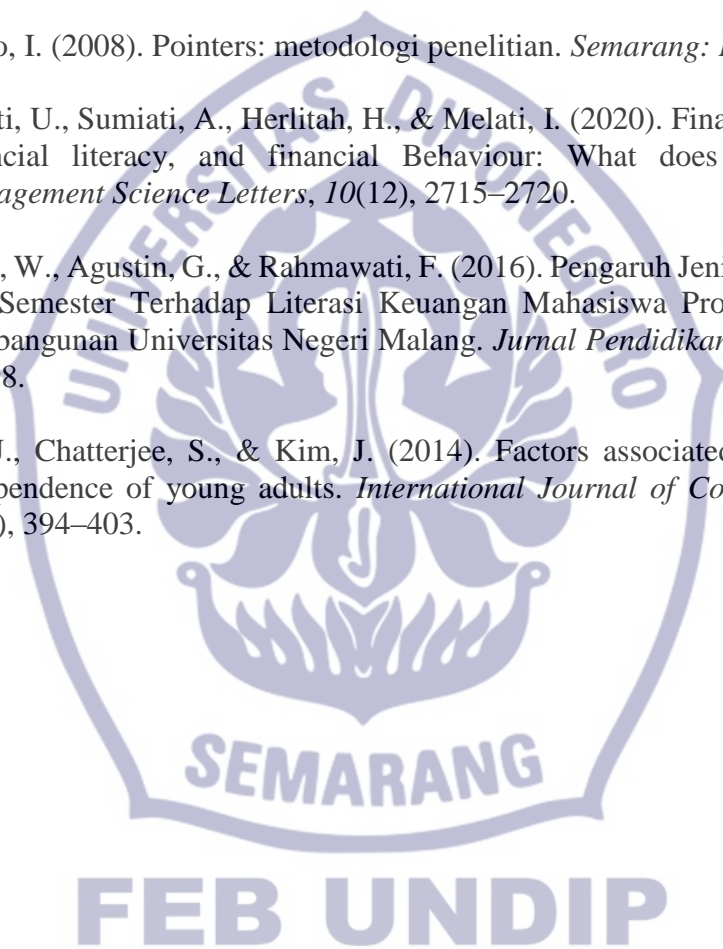 o, I. (2008). Pointers: metodologi penelitian. Semarang:
ti, U., Sumiati, A., Herlitah, H., & Melati, I. (2020). Fina
ncial literacy, and financial Behaviour: What does
agement Science Letters, 10(12), 2715–2720.
, W., Agustin, G., & Rahmawati, F. (2016). Pengaruh Jeni
Semester Terhadap Literasi Keuangan Mahasiswa Pro
bangunan Universitas Negeri Malang. Jurnal Pendidikan
8.
J., Chatterjee, S., & Kim, J. (2014). Factors associated
pendence of young adults. International Journal of Co
), 394–403.
UNIVERSITAS DIPONEGORO
SEMARANG
FEB UNDIP